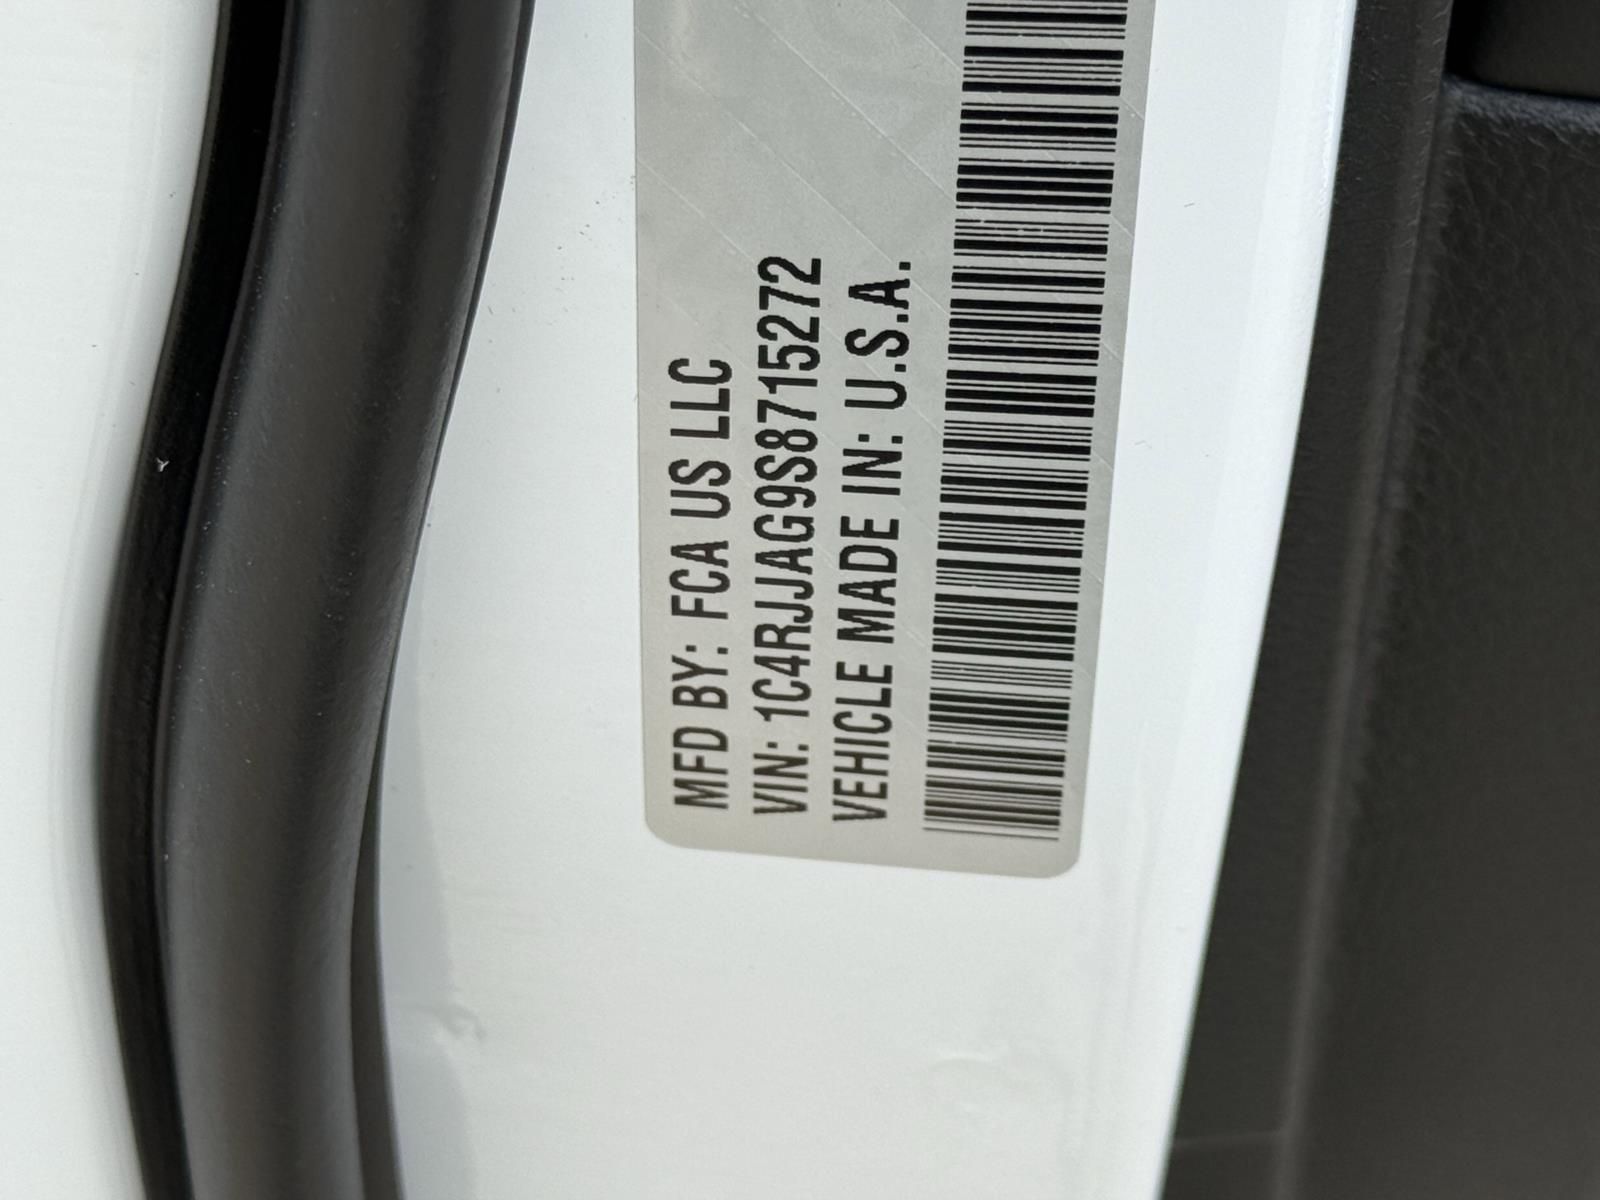 MFD BY: FCA US LLC
VIN: 1C4RJJAG9S8715272
VEHICLE MADE IN: U.S.A.